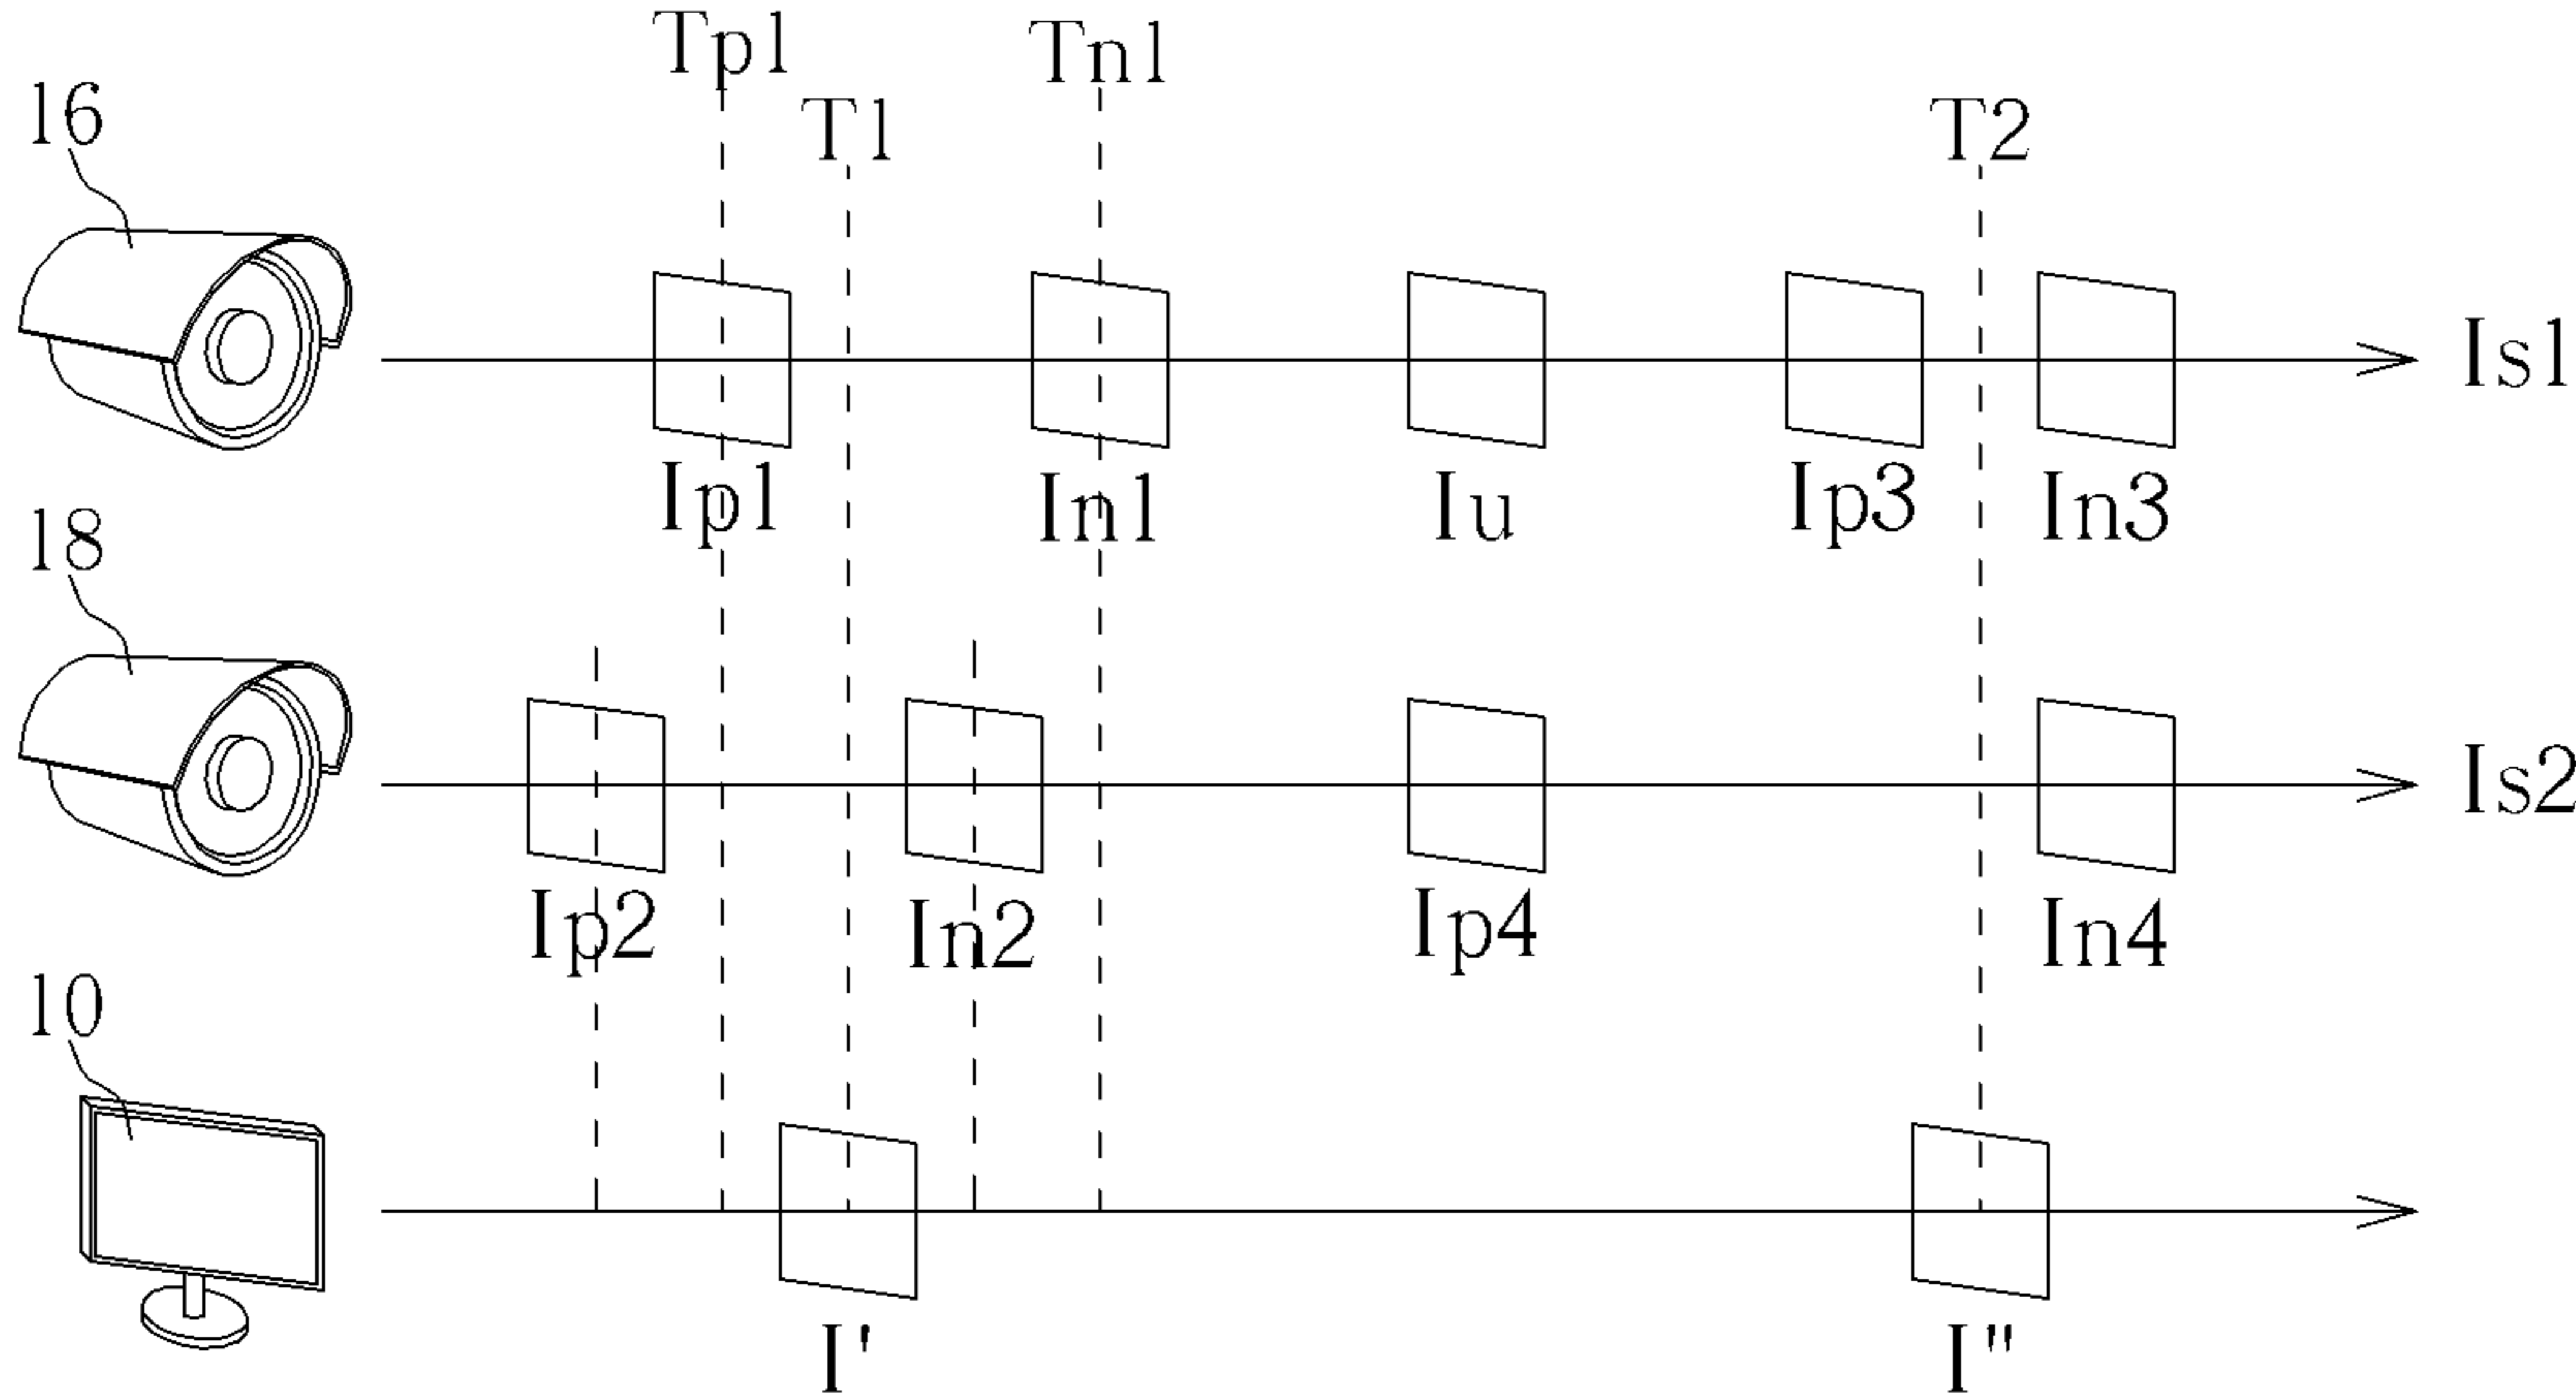 Tp1 Tn1
16 T1 T2
Is1
Ip1 In1 Iu Ip3 In3
18
Is2
Ip2 In2 Ip4 In4
10
I' I"